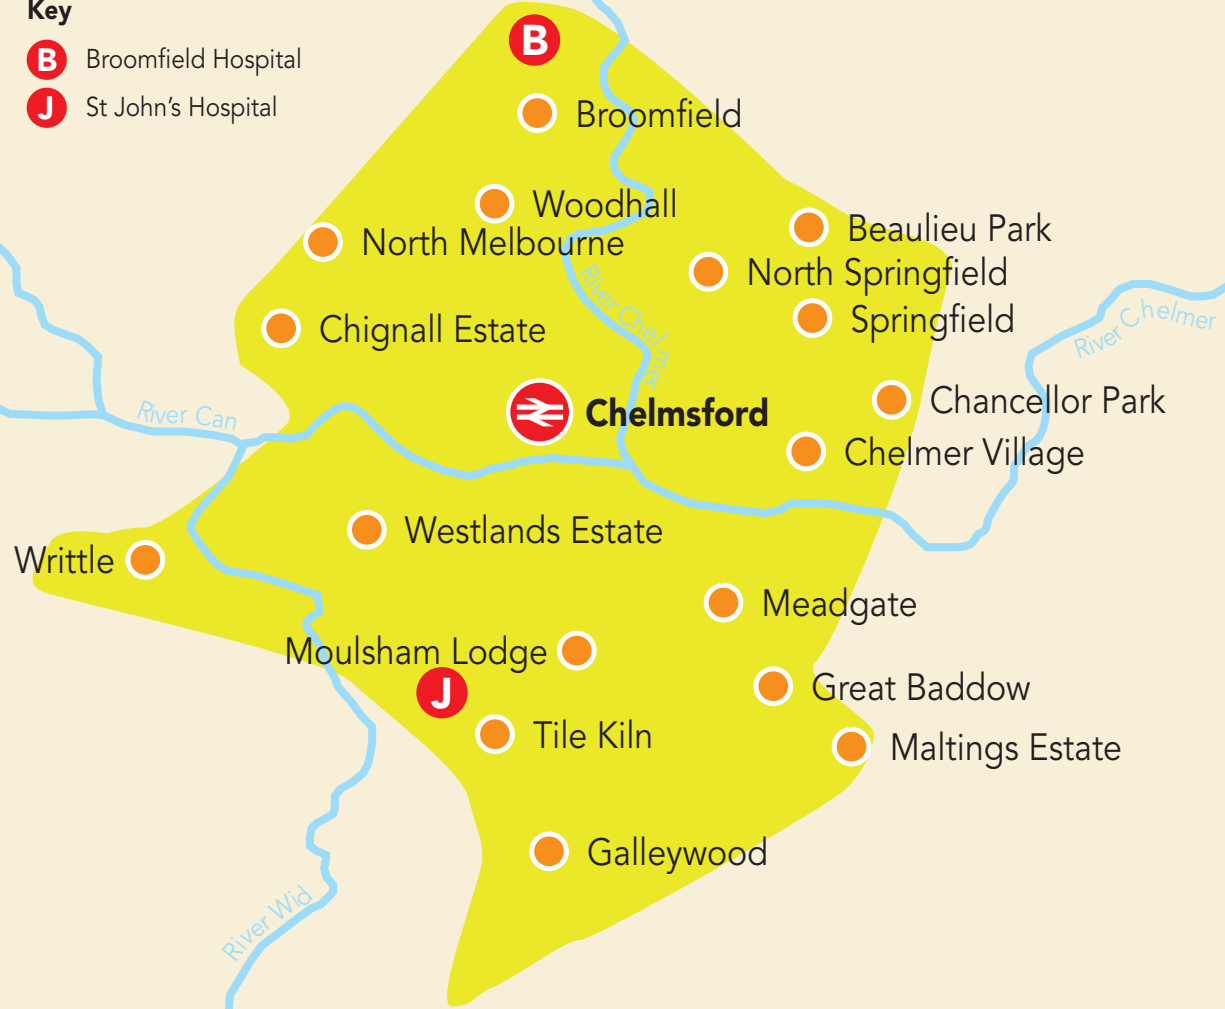 Key
B Broomfield Hospital
J St John's Hospital
B
Broomfield
Woodhall
North Melbourne
Beaulieu Park
North Springfield
Springfield
Chignall Estate
River Chelmer
River Chelmer
River Can
Chelmsford
Chancellor Park
Chelmer Village
Westlands Estate
Writtle
Meadgate
Moulsham Lodge
J
Great Baddow
Tile Kiln
Maltings Estate
Galleywood
River Wid